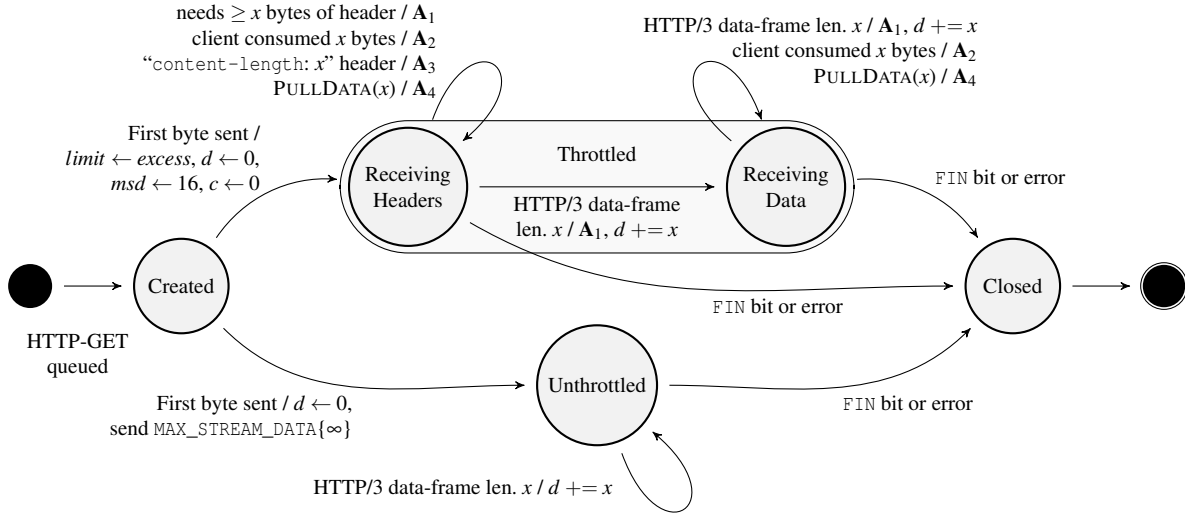 needs ≥ x bytes of header / A₁
client consumed x bytes / A₂
“content-length: x” header / A₃
PULLDATA(x) / A₄
HTTP/3 data-frame len. x / A₁, d += x
client consumed x bytes / A₂
PULLDATA(x) / A₄
First byte sent /
limit ← excess, d ← 0,
msd ← 16, c ← 0
Throttled
Receiving
Headers
HTTP/3 data-frame
len. x / A₁, d += x
Receiving
Data
FIN bit or error
HTTP-GET
queued
Created
FIN bit or error
Closed
First byte sent / d ← 0,
send MAX_STREAM_DATA{∞}
Unthrottled
FIN bit or error
HTTP/3 data-frame len. x / d += x